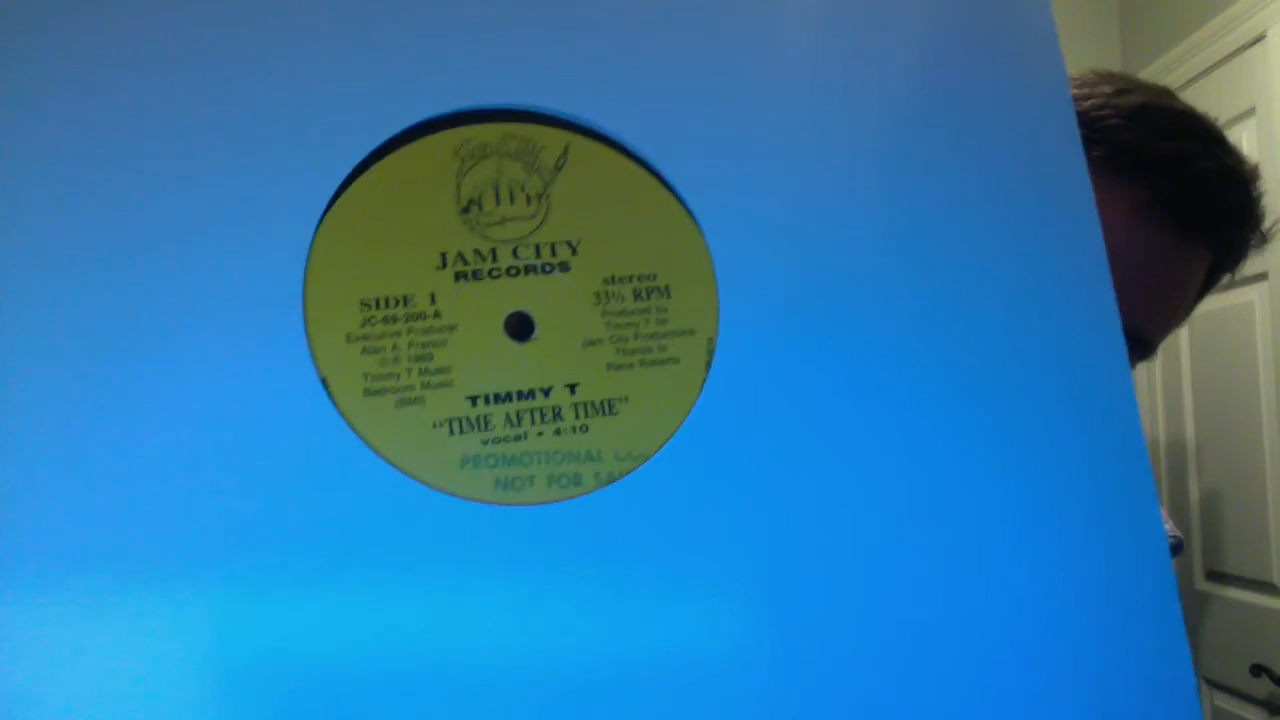 Jam City
JAM CITY
RECORDS
SIDE 1
JC-69-200-A
Executive Producer
Alan A. Franco
©℗ 1989
Timmy T Music
Bedroom Music
(BMI)
stereo
33⅓ RPM
Produced by
Timmy T for
Jam City Productions
Thanks to
Rene Roberts
TIMMY T
"TIME AFTER TIME"
vocal • 4:10
PROMOTIONAL
NOT FOR